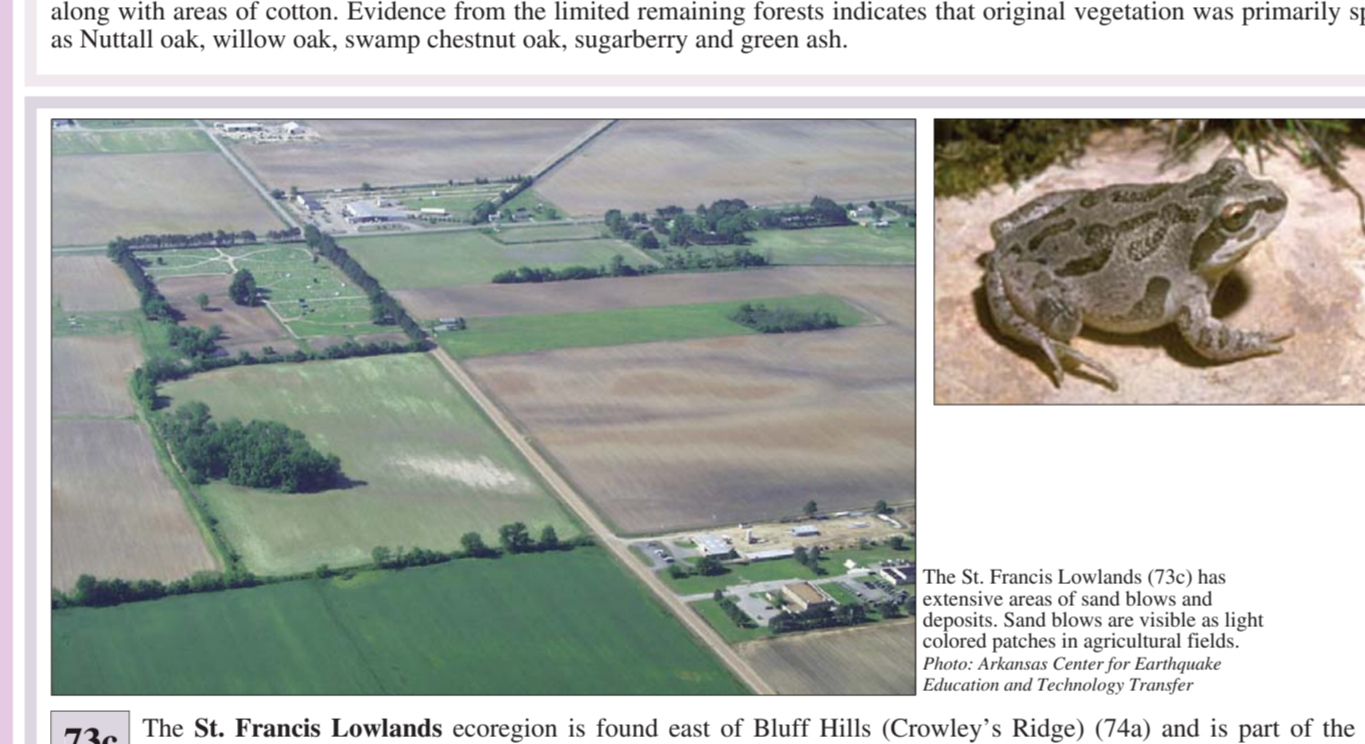 along with areas of cotton. Evidence from the limited remaining forests indicates that original vegetation was primarily
as Nuttall oak, willow oak, swamp chestnut oak, sugarberry and green ash.
The St. Francis Lowlands (73c) has
extensive areas of sand blows and
deposits. Sand blows are visible as light
colored patches in agricultural fields.
Photo: Arkansas Center for Earthquake
Education and Technology Transfer
73c
The St. Francis Lowlands ecoregion is found east of Bluff Hills (Crowley's Ridge) (74a) and is part of the